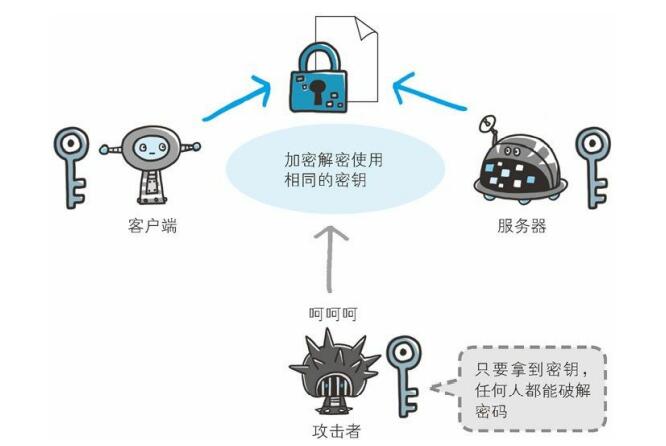 加密解密使用
相同的密钥
客户端
服务器
呵呵呵
只要拿到密钥，
任何人都能破解
密码
攻击者